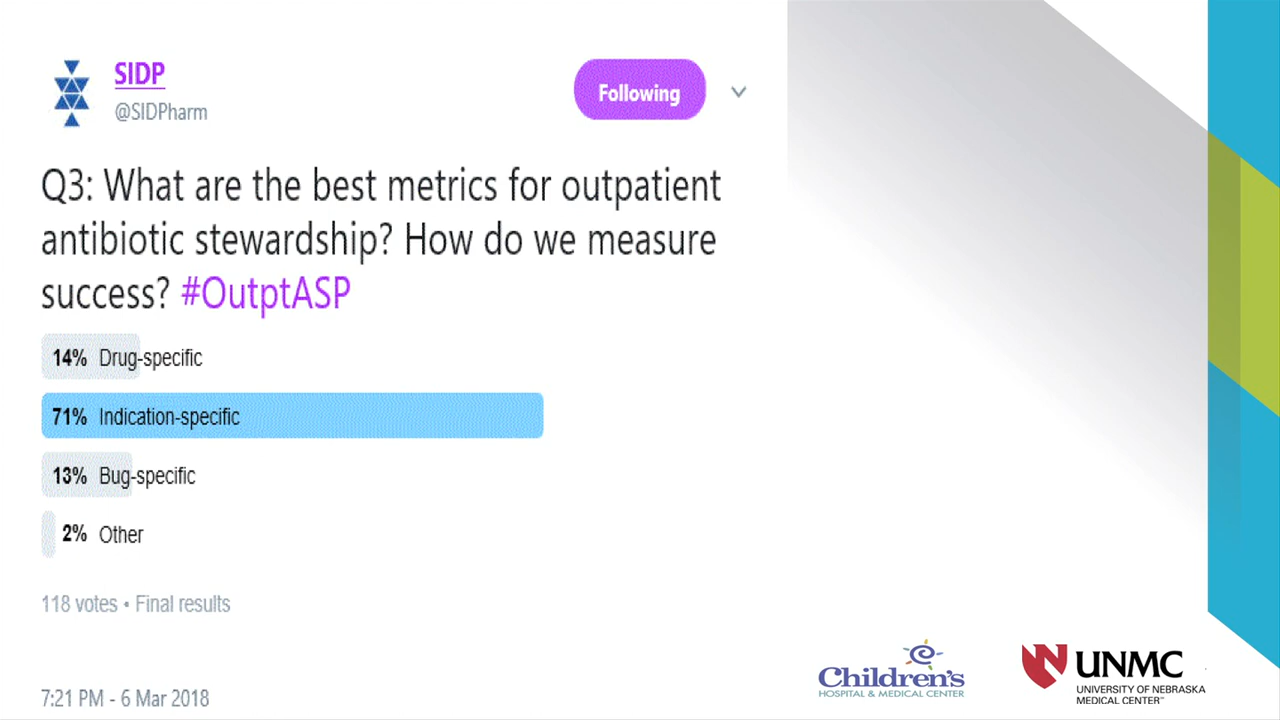 SIDP
@SIDPharm
Following
Q3: What are the best metrics for outpatient
antibiotic stewardship? How do we measure
success? #OutptASP
14% Drug-specific
71% Indication-specific
13% Bug-specific
2% Other
118 votes • Final results
7:21 PM - 6 Mar 2018
Children's
HOSPITAL & MEDICAL CENTER
UNMC
UNIVERSITY OF NEBRASKA
MEDICAL CENTER™